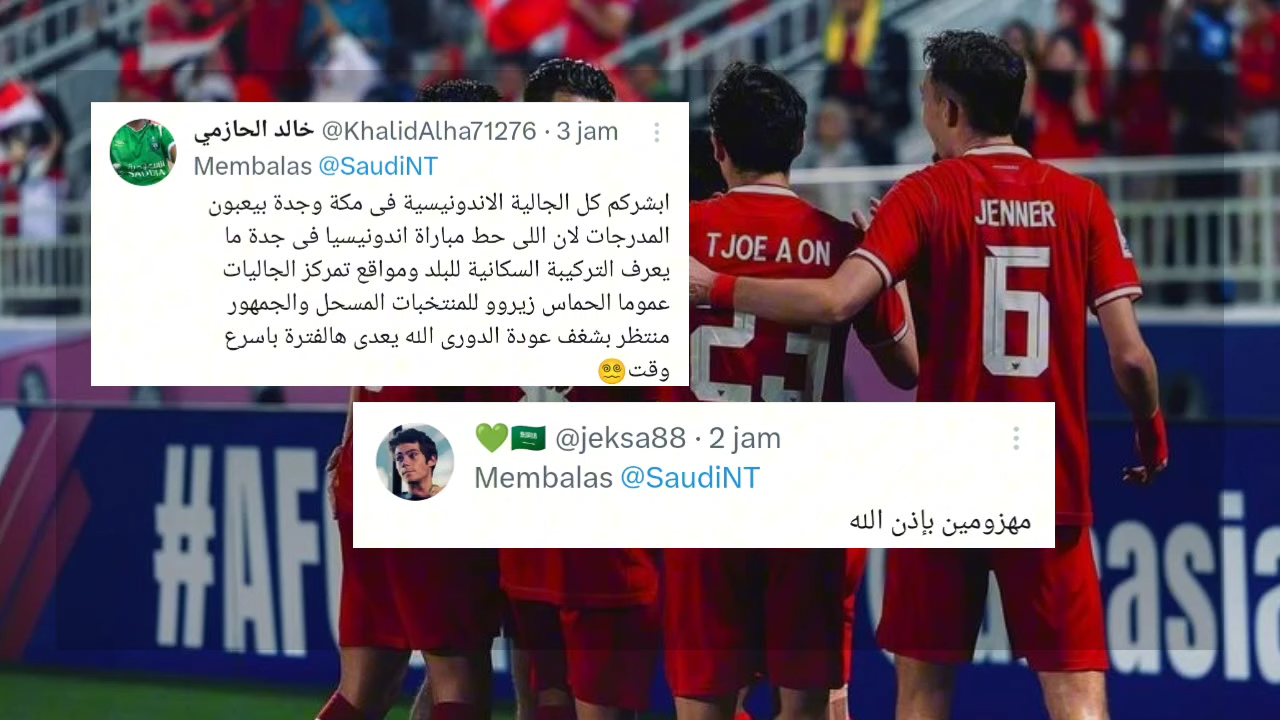 خالد الحازمي @KhalidAlha71276 · 3 jam
Membalas @SaudiNT
ابشركم كل الجالية الاندونيسية فى مكة وجدة بيعبون
المدرجات لان اللى حط مباراة اندونيسيا فى جدة ما
يعرف التركيبة السكانية للبلد ومواقع تمركز الجاليات
عموما الحماس زيروو للمنتخبات المسحل والجمهور
منتظر بشغف عودة الدورى الله يعدى هالفترة باسرع
وقت😵‍💫
💚🇸🇦 @jeksa88 · 2 jam
Membalas @SaudiNT
مهزومين بإذن الله
TJOE A ON
23
JENNER
6
#AF
asia